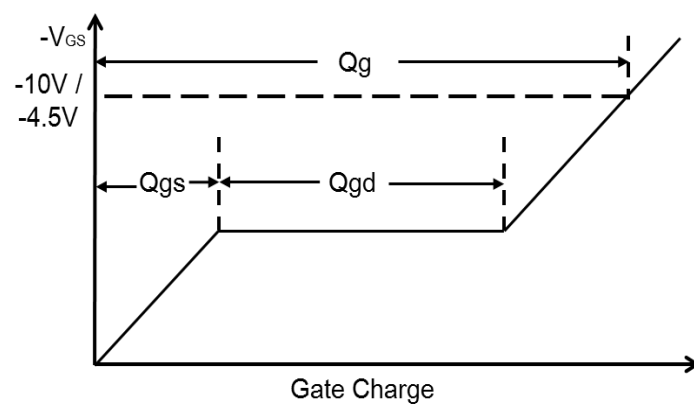 -VGS
Qg
-10V /
-4.5V
Qgs
Qgd
Gate Charge